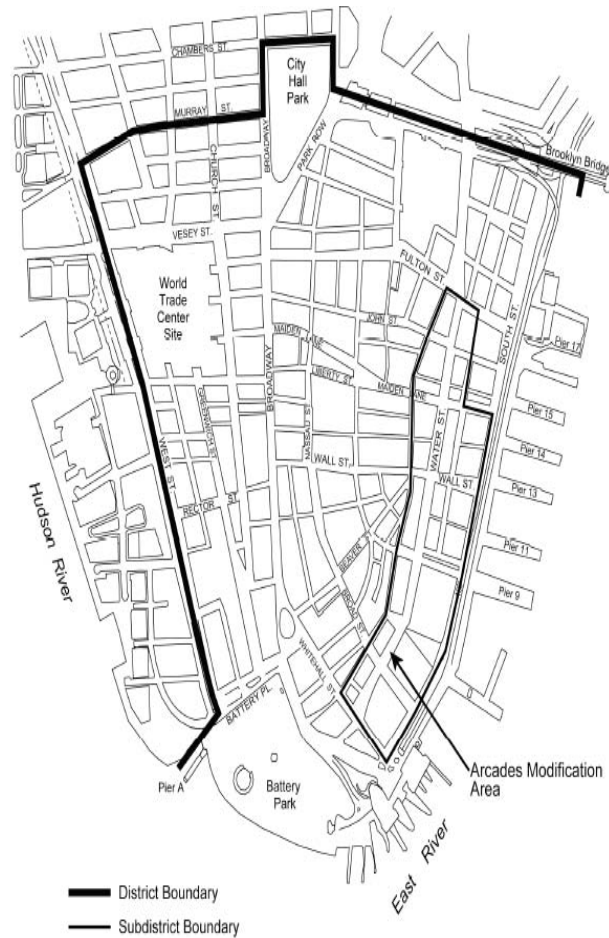 CHAMBERS ST.
City
Hall
Park
MURRAY ST.
BROADWAY
PARK ROW
CHURCH ST
Brooklyn Bridge
VESEY ST.
FULTON ST.
World
Trade
Center
Site
JOHN ST
SOUTH ST.
MAIDEN LANE
Pier 17
LIBERTY ST
MAIDEN LANE
BROADWAY
GREENWICH ST
NASSAU ST
WATER ST.
Pier 15
WEST ST.
WALL ST.
WALL ST.
Pier 14
RECTOR ST.
Pier 13
Hudson River
BEAVER ST
Pier 11
BROAD ST.
Pier 9
WHITEHALL ST.
BATTERY PL.
Arcades Modification
Area
Pier A
Battery
Park
East River
District Boundary
Subdistrict Boundary